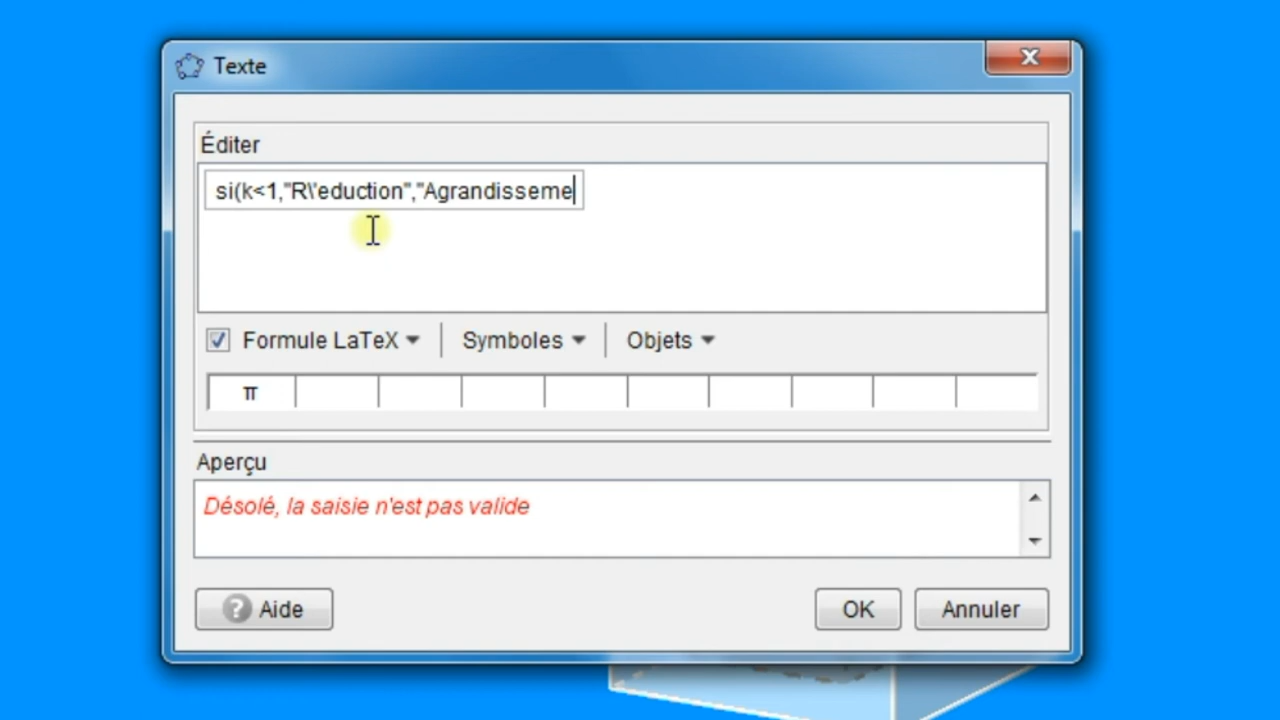 Texte
Éditer
si(k<1,"R\'eduction","Agrandisseme
Formule LaTeX Symboles Objets
π
Aperçu
Désolé, la saisie n'est pas valide
? Aide OK Annuler